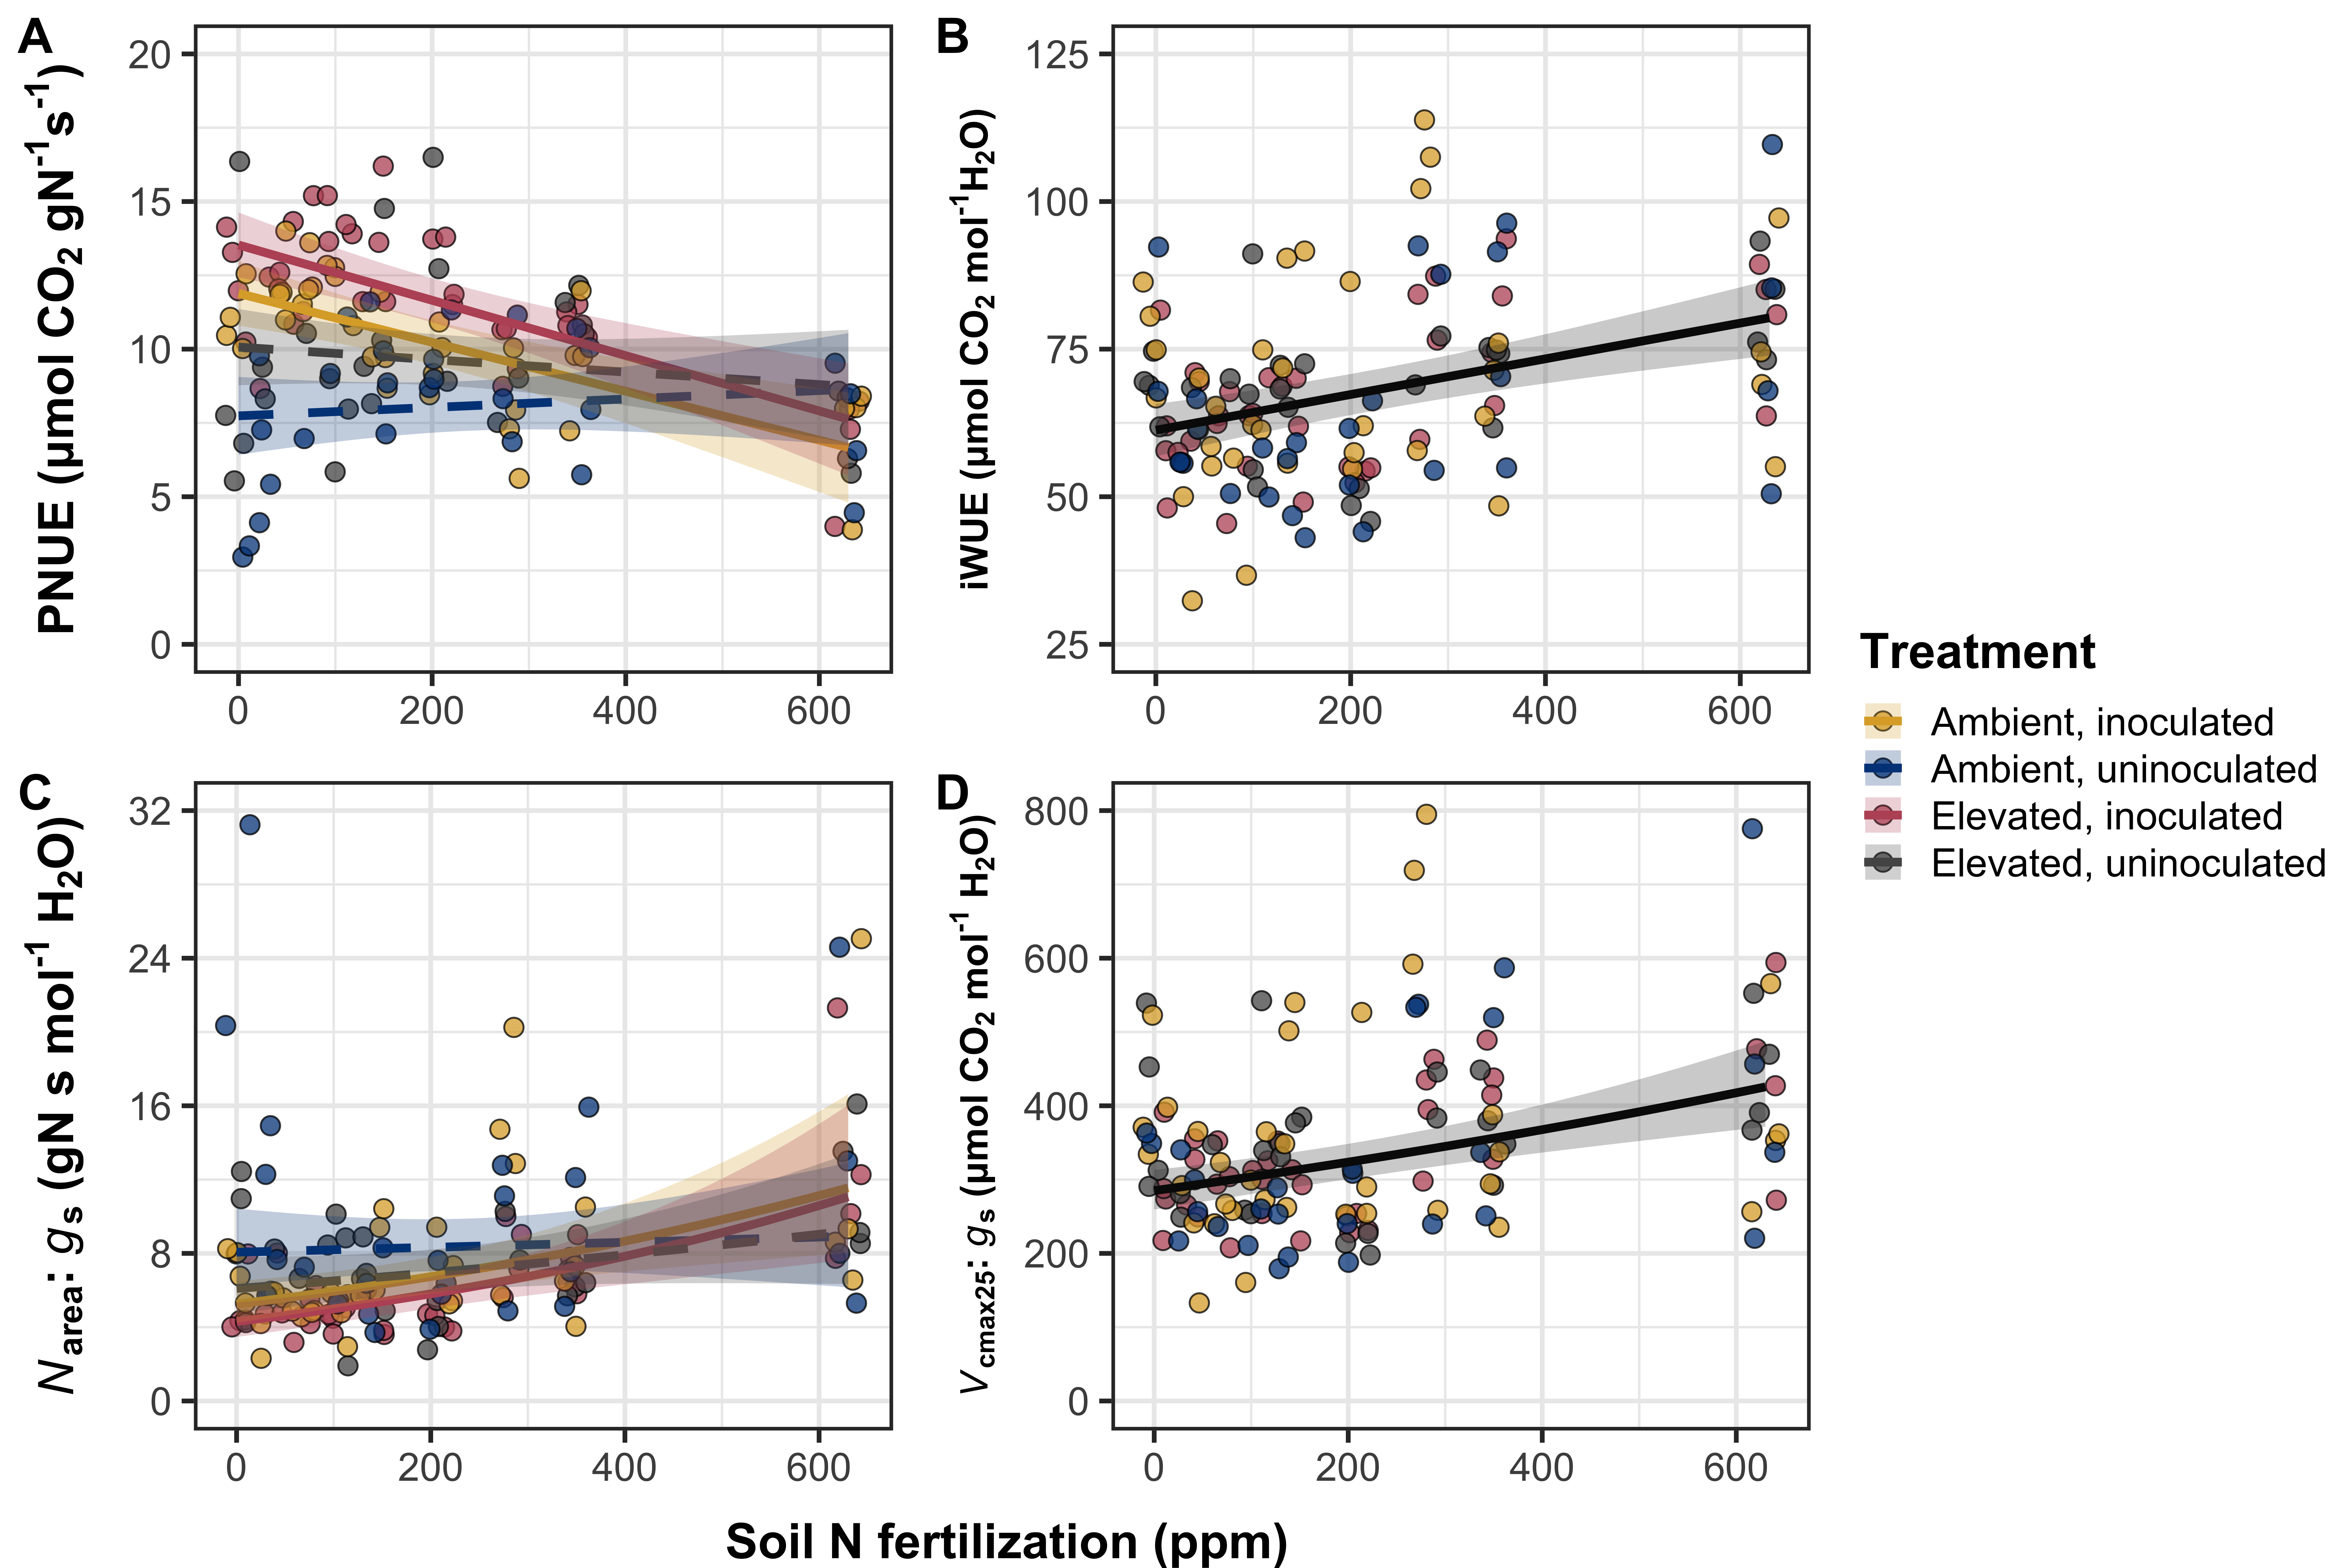 A
PNUE (µmol CO₂ gN⁻¹s⁻¹)
20
15
10
5
0
0 200 400 600
B
iWUE (µmol CO₂ mol⁻¹H₂O)
125
100
75
50
25
0 200 400 600
C
Narea: gs (gN s mol⁻¹ H₂O)
32
24
16
8
0
0 200 400 600
D
Vcmax25: gs (µmol CO₂ mol⁻¹ H₂O)
800
600
400
200
0
0 200 400 600
Soil N fertilization (ppm)
Treatment
Ambient, inoculated
Ambient, uninoculated
Elevated, inoculated
Elevated, uninoculated